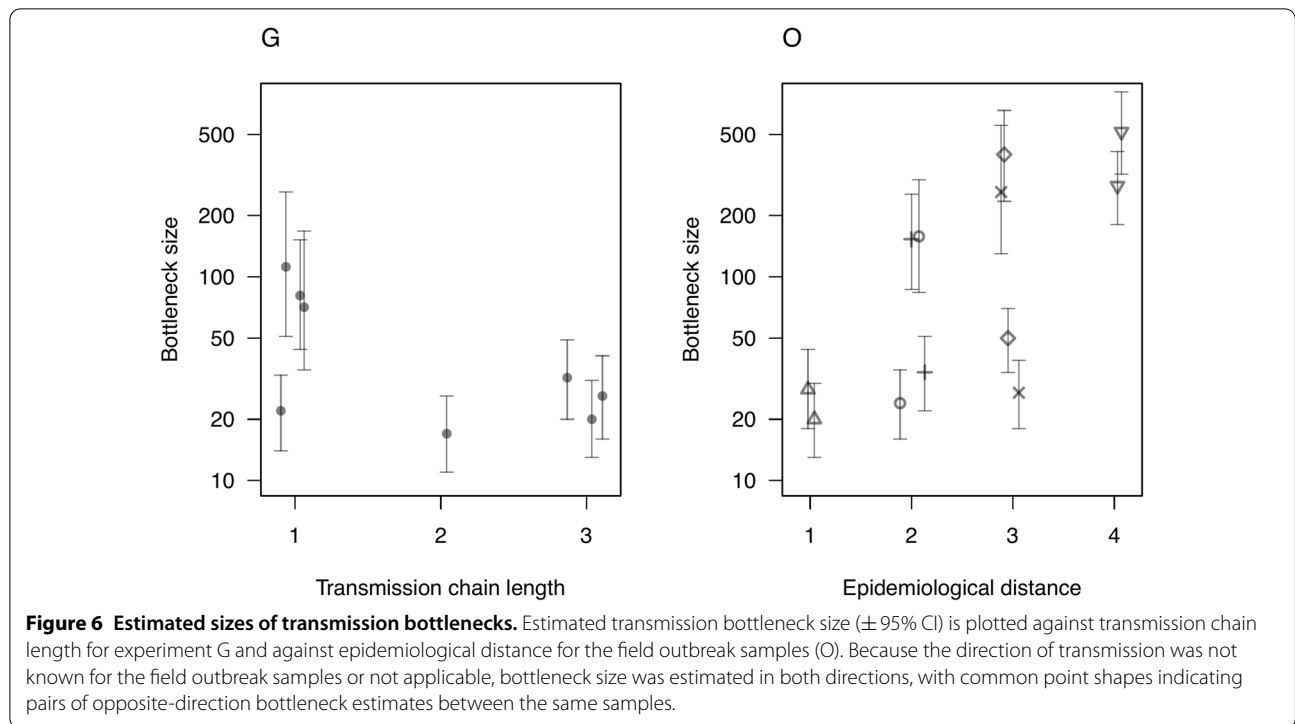 G
500
200
100
50
20
10
Bottleneck size
1 2 3
Transmission chain length
O
500
200
100
50
20
10
Bottleneck size
1 2 3 4
Epidemiological distance
Figure 6 Estimated sizes of transmission bottlenecks. Estimated transmission bottleneck size (± 95% CI) is plotted against transmission chain
length for experiment G and against epidemiological distance for the field outbreak samples (O). Because the direction of transmission was not
known for the field outbreak samples or not applicable, bottleneck size was estimated in both directions, with common point shapes indicating
pairs of opposite-direction bottleneck estimates between the same samples.